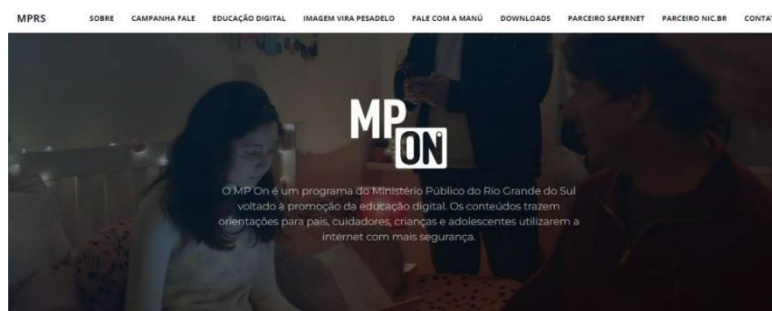 MPRS SOBRE CAMPANHA FALE EDUCAÇÃO DIGITAL IMAGEM VIRA PESADELO FALE COM A MANÚ DOWNLOADS PARCEIRO SAFERNET PARCEIRO NIC.BR CONTAT
MP
ON
O MP On é um programa do Ministério Público do Rio Grande do Sul
voltado à promoção da educação digital. Os conteúdos trazem
orientações para pais, cuidadores, crianças e adolescentes utilizarem a
internet com mais segurança.